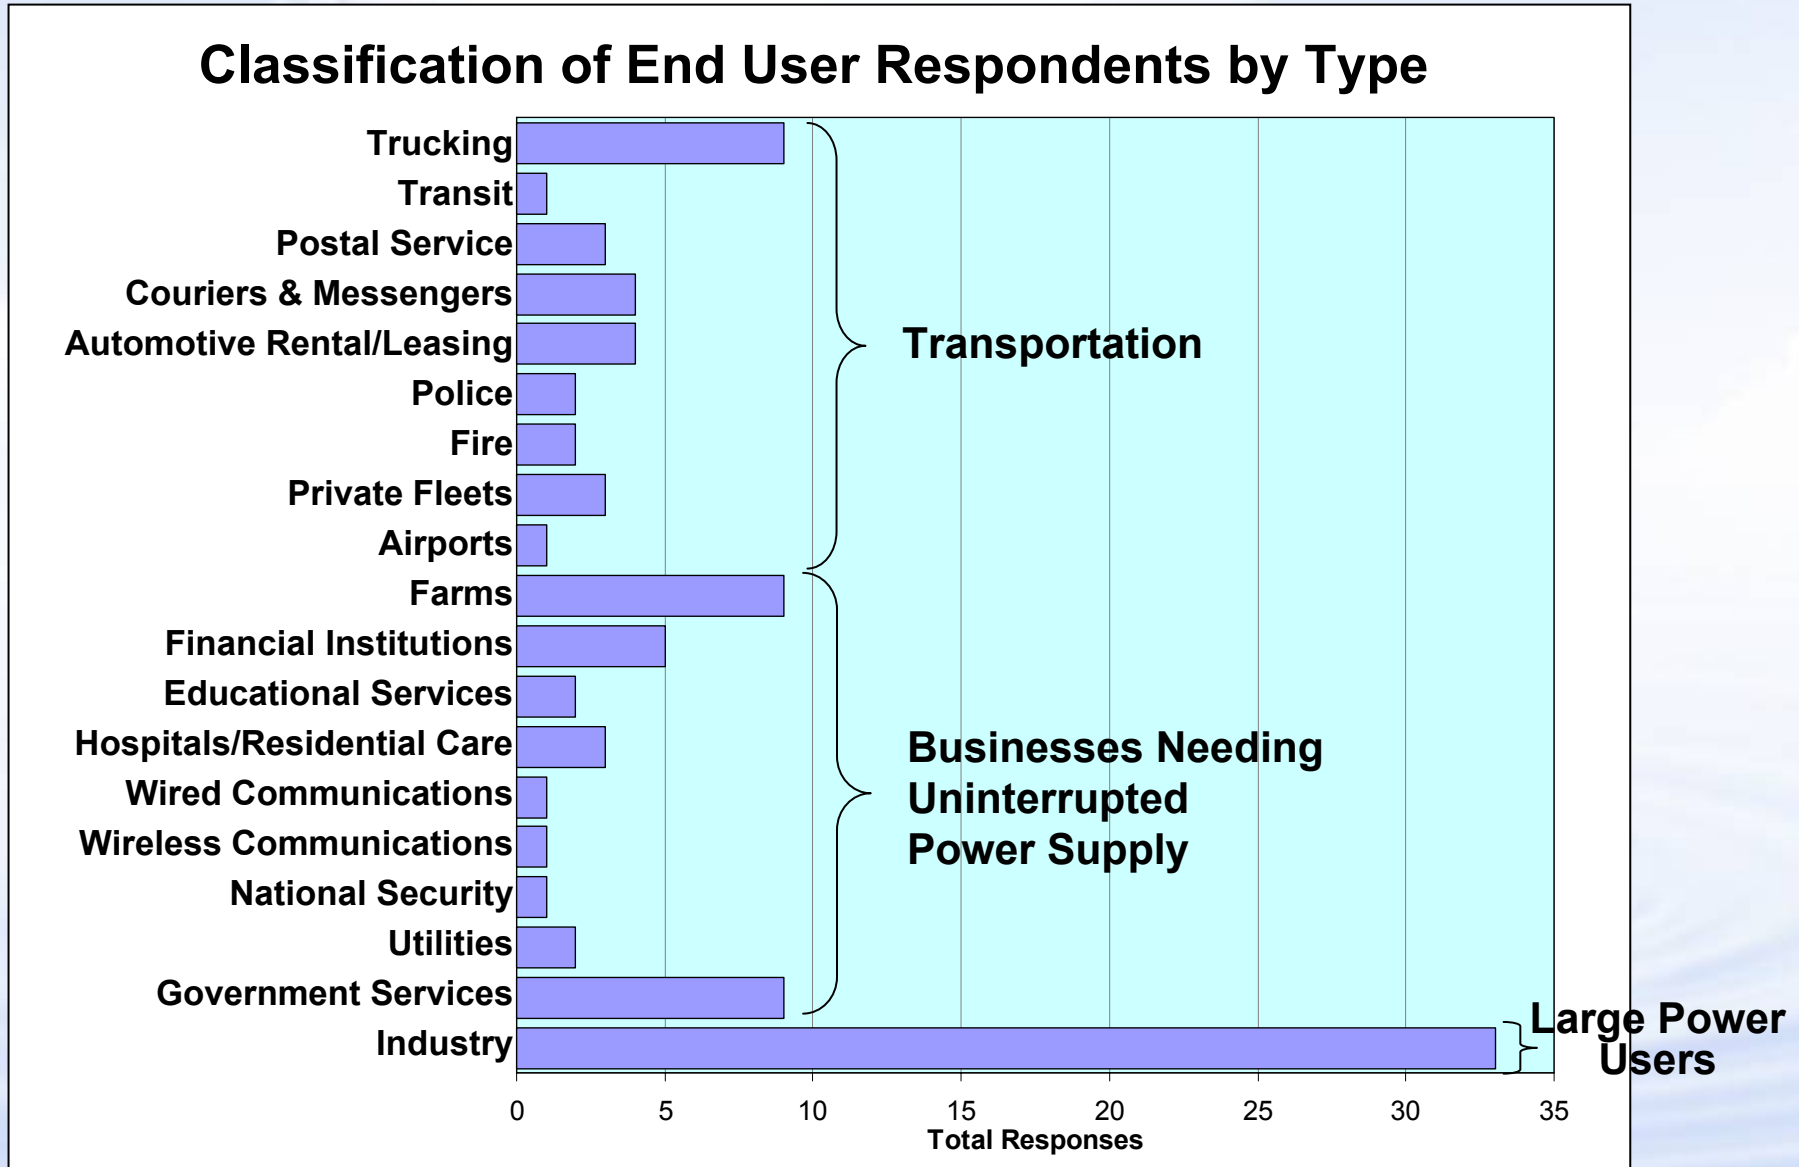 Classification of End User Respondents by Type
Trucking
Transit
Postal Service
Couriers & Messengers
Automotive Rental/Leasing
Police
Fire
Private Fleets
Airports
Farms
Financial Institutions
Educational Services
Hospitals/Residential Care
Wired Communications
Wireless Communications
National Security
Utilities
Government Services
Industry
Transportation
Businesses Needing
Uninterrupted
Power Supply
Large Power
Users
0 5 10 15 20 25 30 35
Total Responses